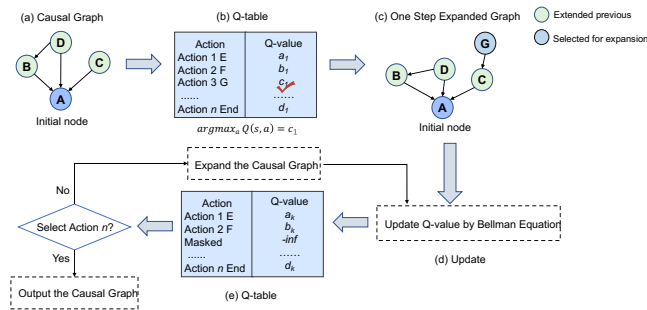 (a) Causal Graph
D
B
C
A
Initial node
(b) Q-table
Action Q-value
Action 1 E a₁
Action 2 F b₁
Action 3 G c₁
...... ......
Action n End d₁
argmaxₐ Q(s, a) = c₁
(c) One Step Expanded Graph
G
D
B
C
A
Initial node
Extended previous
Selected for expansion
Expand the Causal Graph
No
Select Action n?
Yes
Output the Causal Graph
Action Q-value
Action 1 E aₖ
Action 2 F bₖ
Masked -inf
...... ......
Action n End dₖ
(e) Q-table
Update Q-value by Bellman Equation
(d) Update